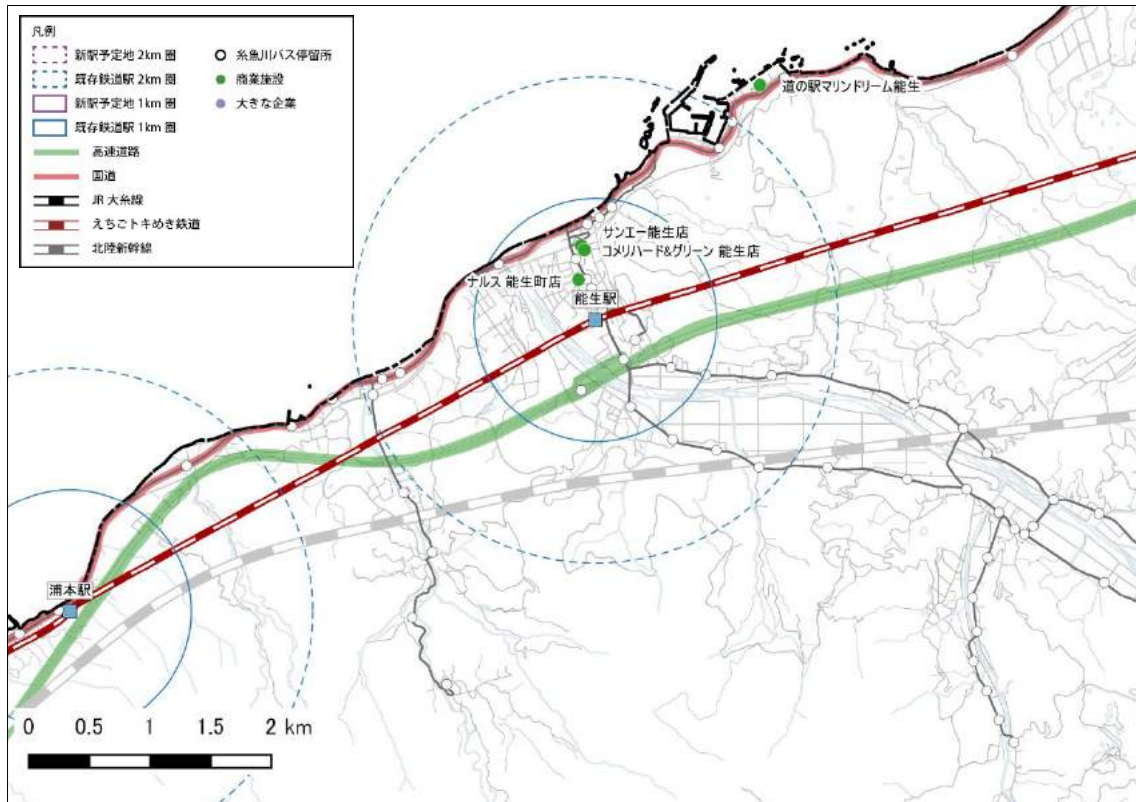 凡例
新駅予定地 2km 圏
既存鉄道駅 2km 圏
新駅予定地 1km 圏
既存鉄道駅 1km 圏
高速道路
国道
JR 大糸線
えちごトキめき鉄道
北陸新幹線
糸魚川バス停留所
商業施設
大きな企業
道の駅マリンドリーム能生
サンエー能生店
コメリハード&グリーン 能生店
ナルス 能生町店
能生駅
浦本駅
0 0.5 1 1.5 2 km